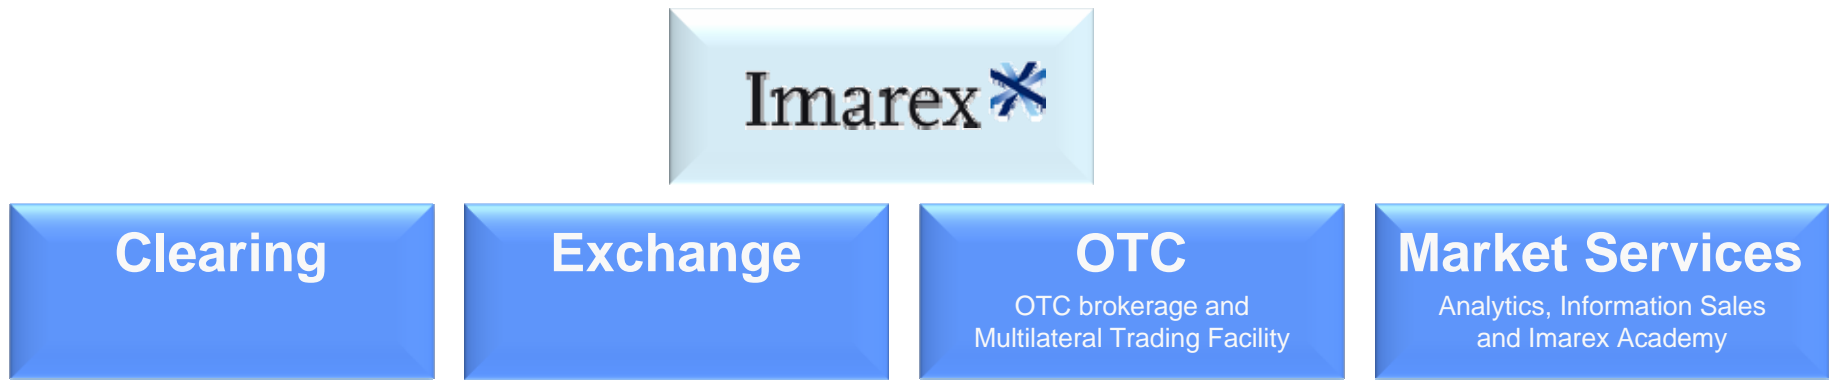 Imarex
Clearing
Exchange
OTC
OTC brokerage and
Multilateral Trading Facility
Market Services
Analytics, Information Sales
and Imarex Academy